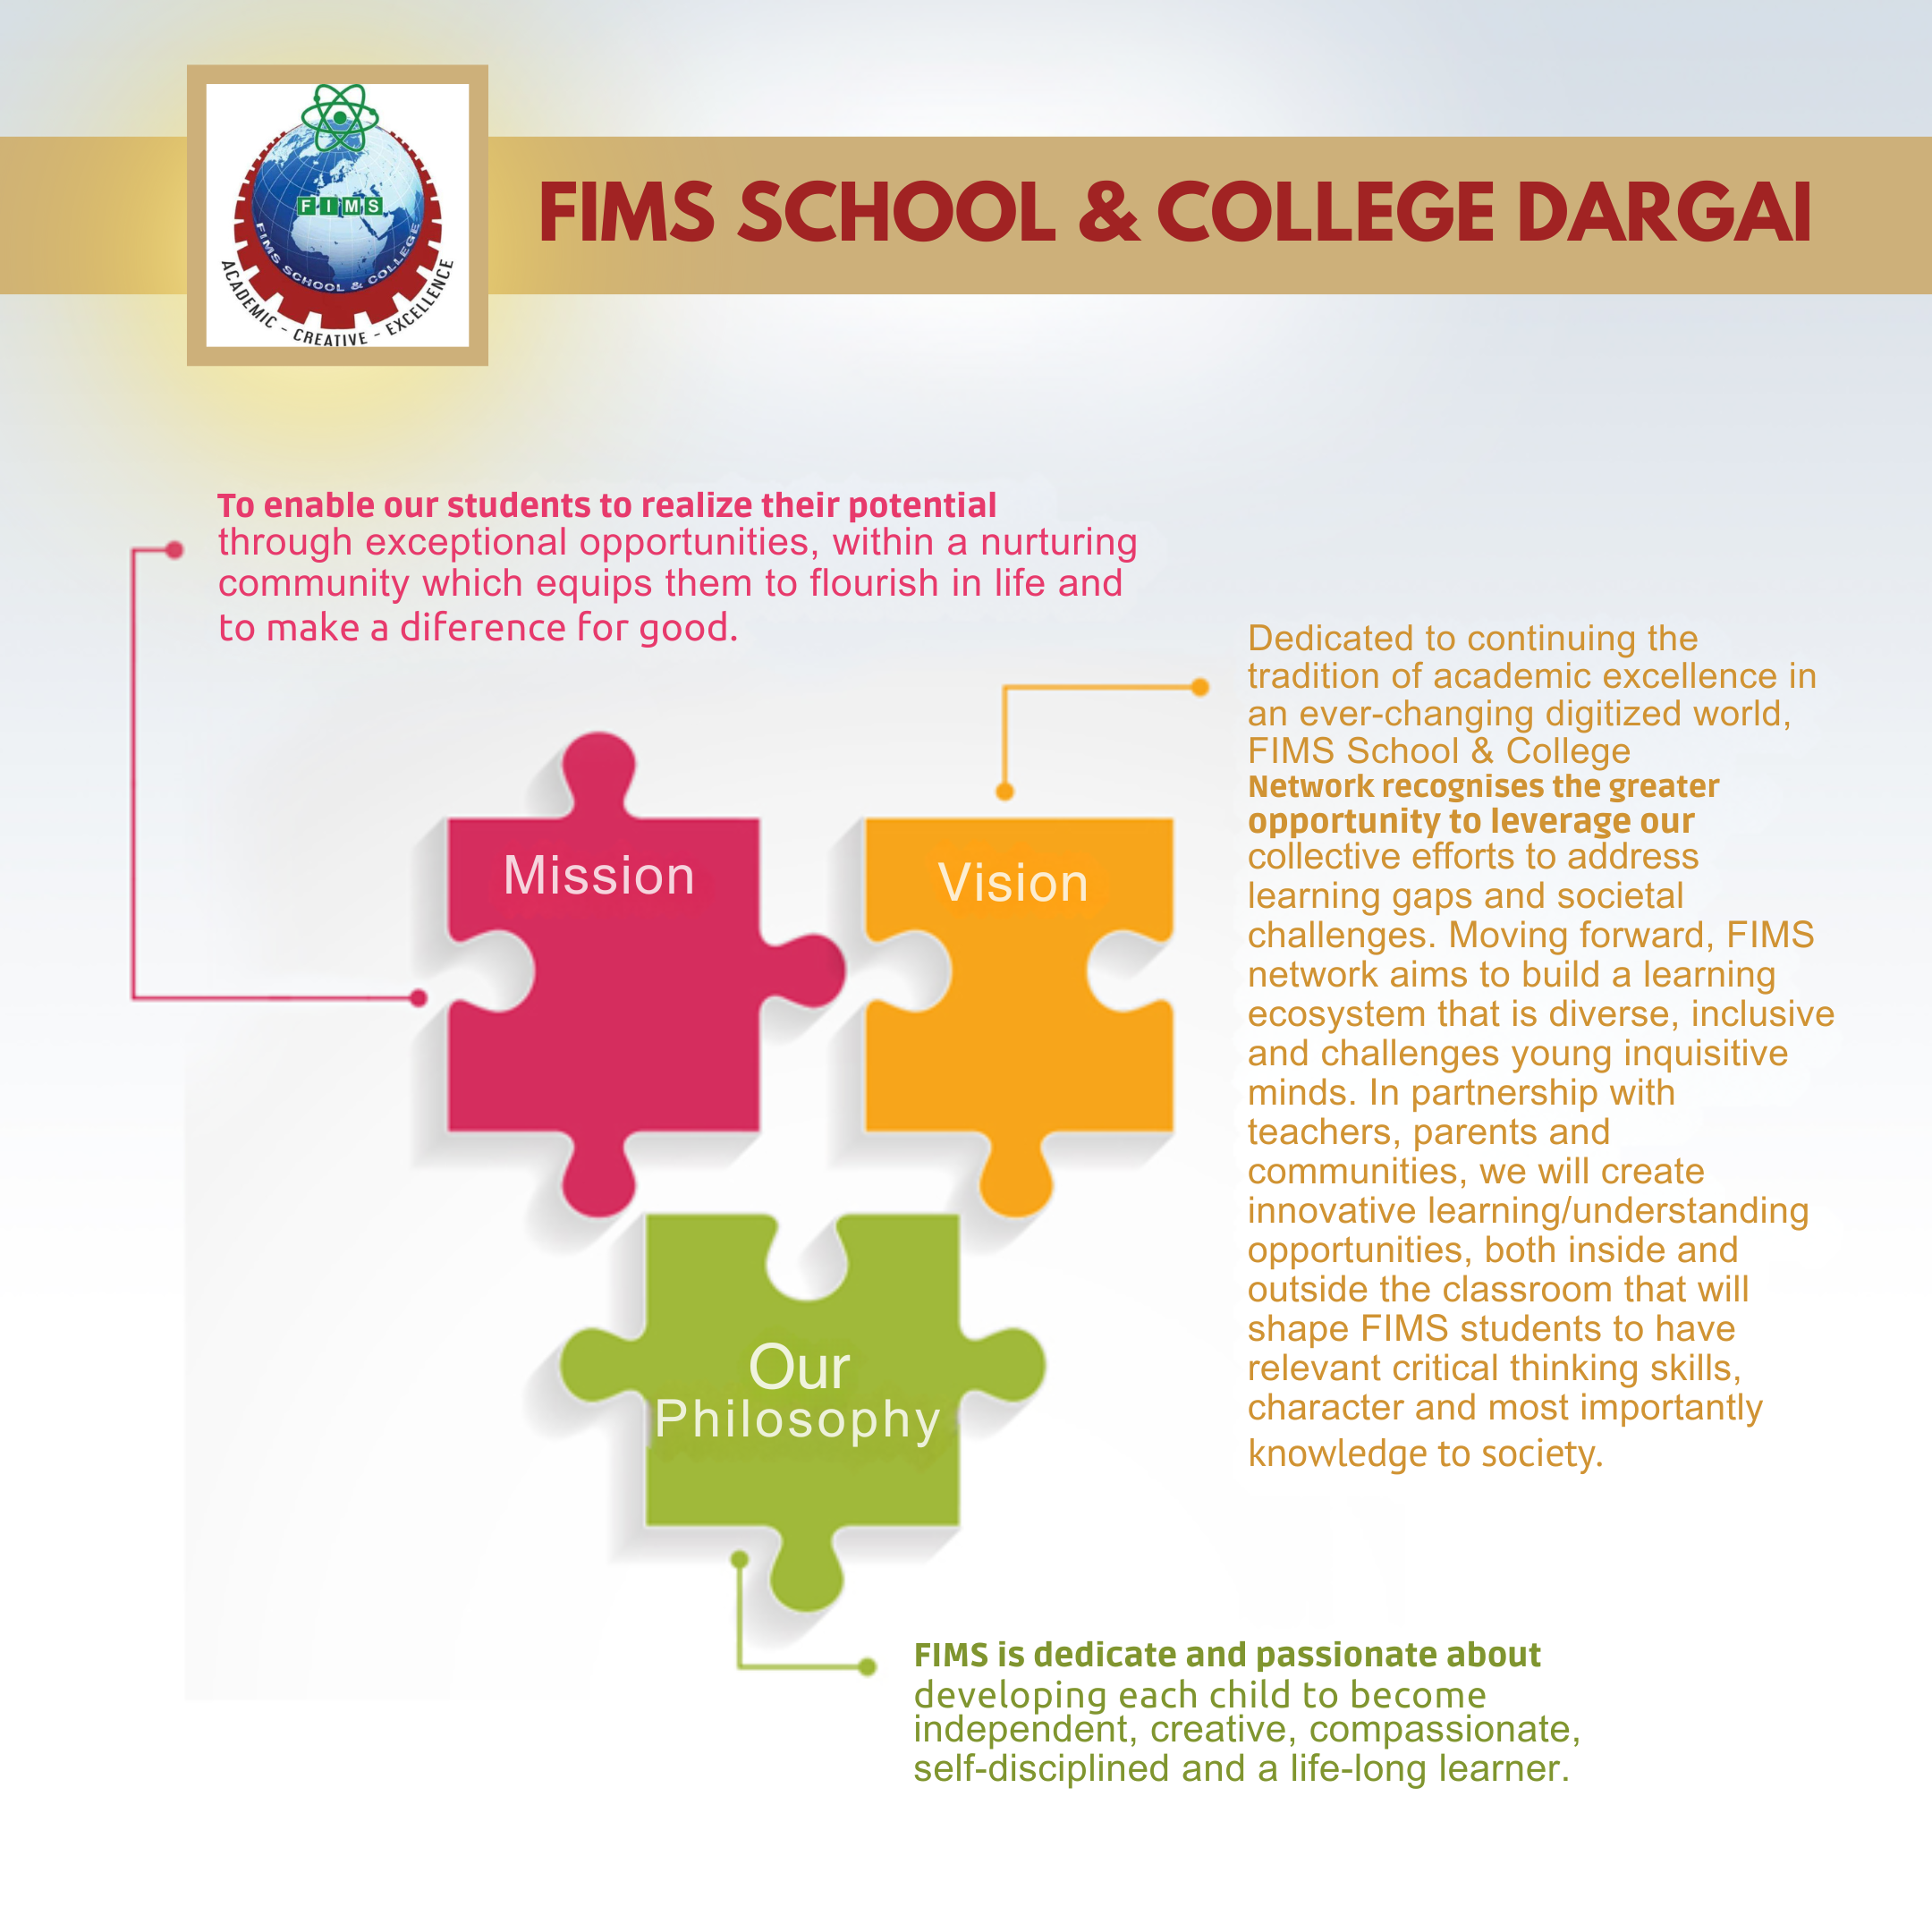 FIMS
FIMS SCHOOL & COLLEGE
ACADEMIC - CREATIVE - EXCELLENCE
FIMS SCHOOL & COLLEGE DARGAI
To enable our students to realize their potential
through exceptional opportunities, within a nurturing
community which equips them to flourish in life and
to make a diference for good.
Mission
Vision
Dedicated to continuing the
tradition of academic excellence in
an ever-changing digitized world,
FIMS School & College
Network recognises the greater
opportunity to leverage our
collective efforts to address
learning gaps and societal
challenges. Moving forward, FIMS
network aims to build a learning
ecosystem that is diverse, inclusive
and challenges young inquisitive
minds. In partnership with
teachers, parents and
communities, we will create
innovative learning/understanding
opportunities, both inside and
outside the classroom that will
shape FIMS students to have
relevant critical thinking skills,
character and most importantly
knowledge to society.
Our
Philosophy
FIMS is dedicate and passionate about
developing each child to become
independent, creative, compassionate,
self-disciplined and a life-long learner.